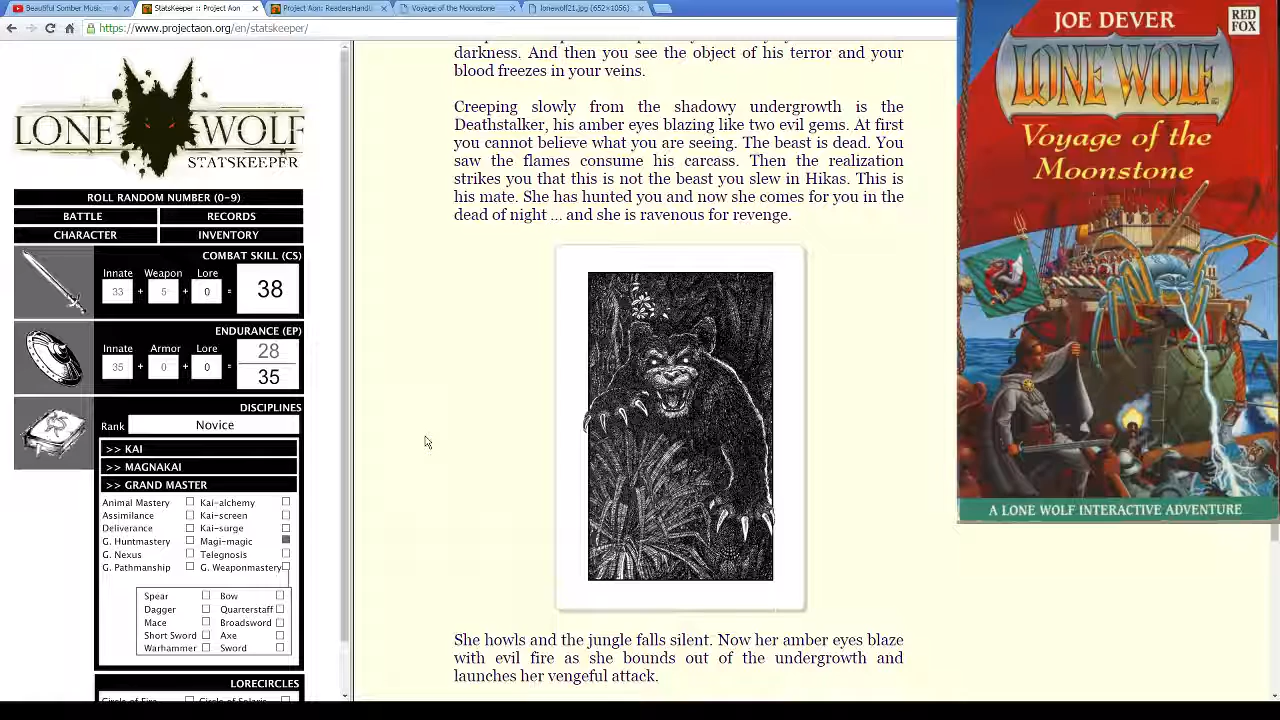 Beautiful Somber Music
StatsKeeper :: Project Aon
Project Aon: ReadersHandl
Voyage of the Moonstone
lonewolf21.jpg (652×1056)
https://www.projectaon.org/en/statskeeper/
LONE WOLF
STATSKEEPER
ROLL RANDOM NUMBER (0-9)
BATTLE RECORDS
CHARACTER INVENTORY
COMBAT SKILL (CS)
Innate Weapon Lore
33 + 5 + 0 = 38
ENDURANCE (EP)
Innate Armor Lore 28
35 + 0 + 0 = 35
DISCIPLINES
Rank Novice
>> KAI
>> MAGNAKAI
>> GRAND MASTER
Animal Mastery Kai-alchemy
Assimilance Kai-screen
Deliverance Kai-surge
G. Huntmastery Magi-magic
G. Nexus Telegnosis
G. Pathmanship G. Weaponmastery
Spear Bow
Dagger Quarterstaff
Mace Broadsword
Short Sword Axe
Warhammer Sword
LORECIRCLES
Circle of Fire Circle of Solaris
darkness. And then you see the object of his terror and your
blood freezes in your veins.
Creeping slowly from the shadowy undergrowth is the
Deathstalker, his amber eyes blazing like two evil gems. At first
you cannot believe what you are seeing. The beast is dead. You
saw the flames consume his carcass. Then the realization
strikes you that this is not the beast you slew in Hikas. This is
his mate. She has hunted you and now she comes for you in the
dead of night ... and she is ravenous for revenge.
She howls and the jungle falls silent. Now her amber eyes blaze
with evil fire as she bounds out of the undergrowth and
launches her vengeful attack.
JOE DEVER
RED
FOX
LONE WOLF
Voyage of the
Moonstone
A LONE WOLF INTERACTIVE ADVENTURE